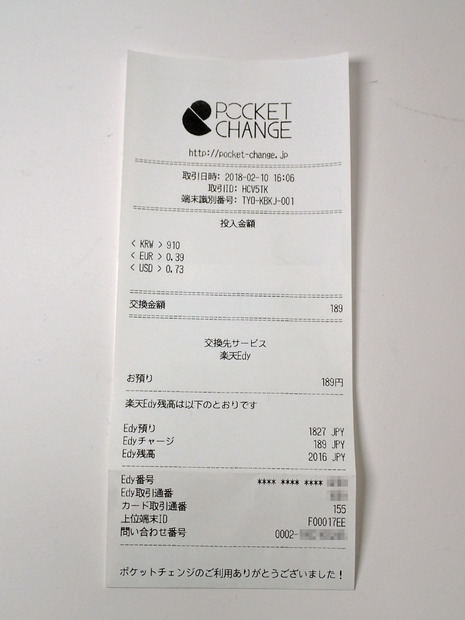 POCKET
CHANGE
http://pocket-change.jp
取引日時: 2018-02-10 16:06
取引ID: HCV5TK
端末識別番号: TYO-KBKJ-001
投入金額
< KRW > 910
< EUR > 0.39
< USD > 0.73
交換金額 189
交換先サービス
楽天Edy
お預り 189円
楽天Edy残高は以下のとおりです
Edy預り 1827 JPY
Edyチャージ 189 JPY
Edy残高 2016 JPY
Edy番号 **** **** ****
Edy取引通番
カード取引通番 155
上位端末ID F00017EE
問い合わせ番号 0002-
ポケットチェンジのご利用ありがとうございました！